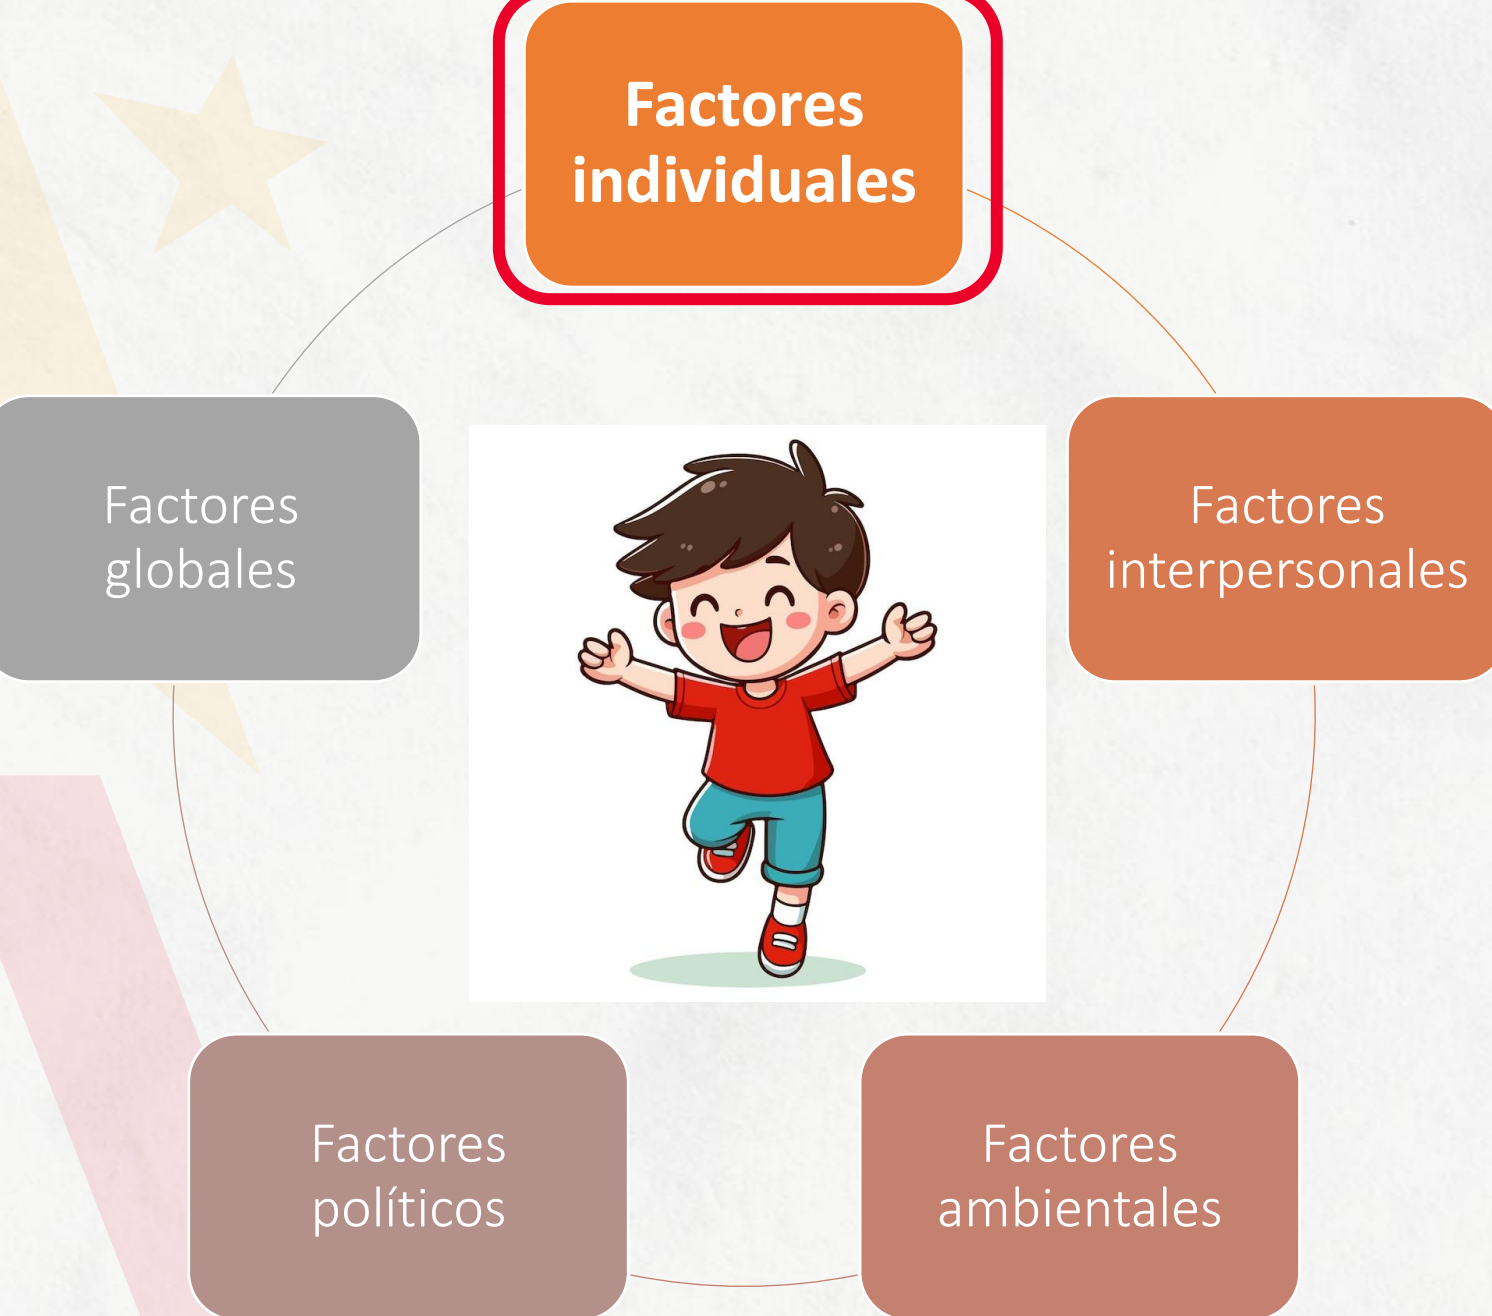 Factores
individuales
Factores
globales
Factores
interpersonales
Factores
políticos
Factores
ambientales